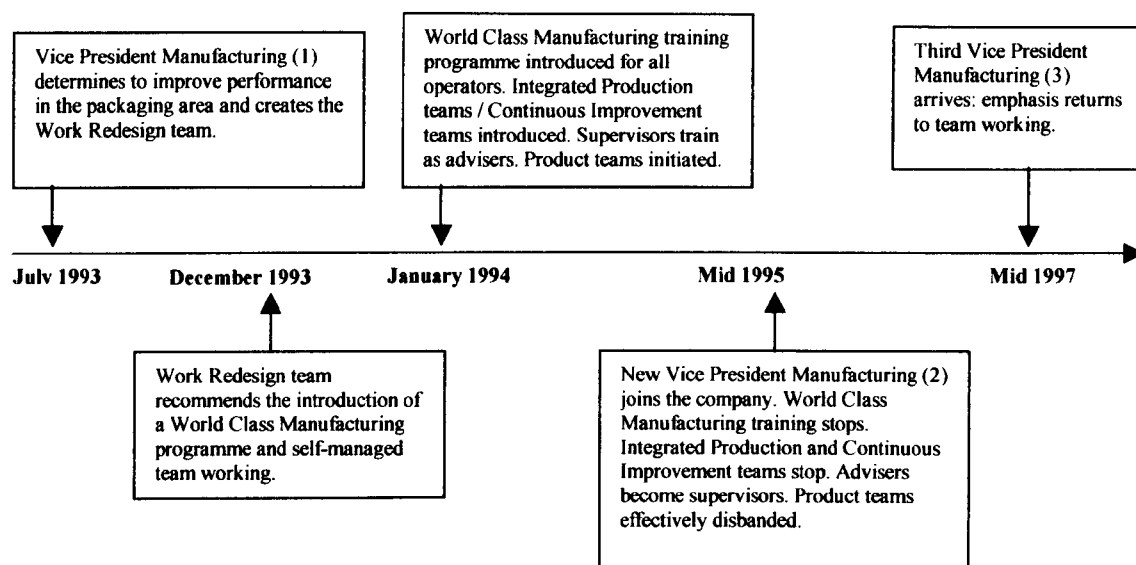 Vice President Manufacturing (1)
determines to improve performance
in the packaging area and creates the
Work Redesign team.
World Class Manufacturing training
programme introduced for all
operators. Integrated Production
teams / Continuous Improvement
teams introduced. Supervisors train
as advisers. Product teams initiated.
Third Vice President
Manufacturing (3)
arrives: emphasis returns
to team working.
July 1993
December 1993
January 1994
Mid 1995
Mid 1997
Work Redesign team
recommends the introduction of
a World Class Manufacturing
programme and self-managed
team working.
New Vice President Manufacturing (2)
joins the company. World Class
Manufacturing training stops.
Integrated Production and Continuous
Improvement teams stop. Advisers
become supervisors. Product teams
effectively disbanded.